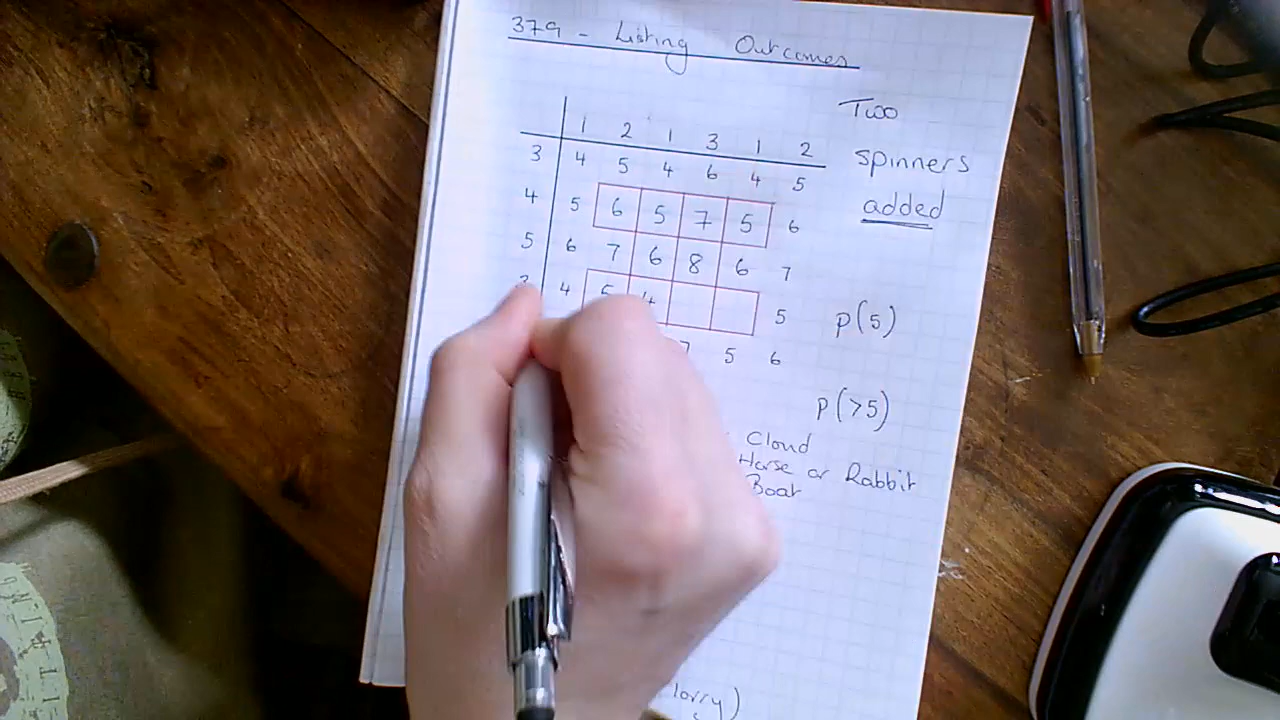 379 - Listing Outcomes
Two
spinners
added
1 2 1 3 1 2
3 4 5 4 6 4 5
4 5 6 5 7 5 6
5 6 7 6 8 6 7
3 4 5 4 5
7 5 6
p(5)
p(>5)
Cloud
Horse or Rabbit
Boat
lorry)